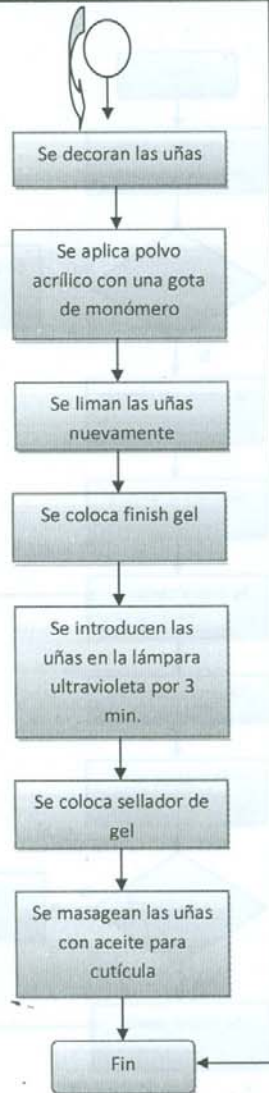 Se decoran las uñas
Se aplica polvo
acrílico con una gota
de monómero
Se liman las uñas
nuevamente
Se coloca finish gel
Se introducen las
uñas en la lámpara
ultravioleta por 3
min.
Se coloca sellador de
gel
Se masagean las uñas
con aceite para
cutícula
Fin